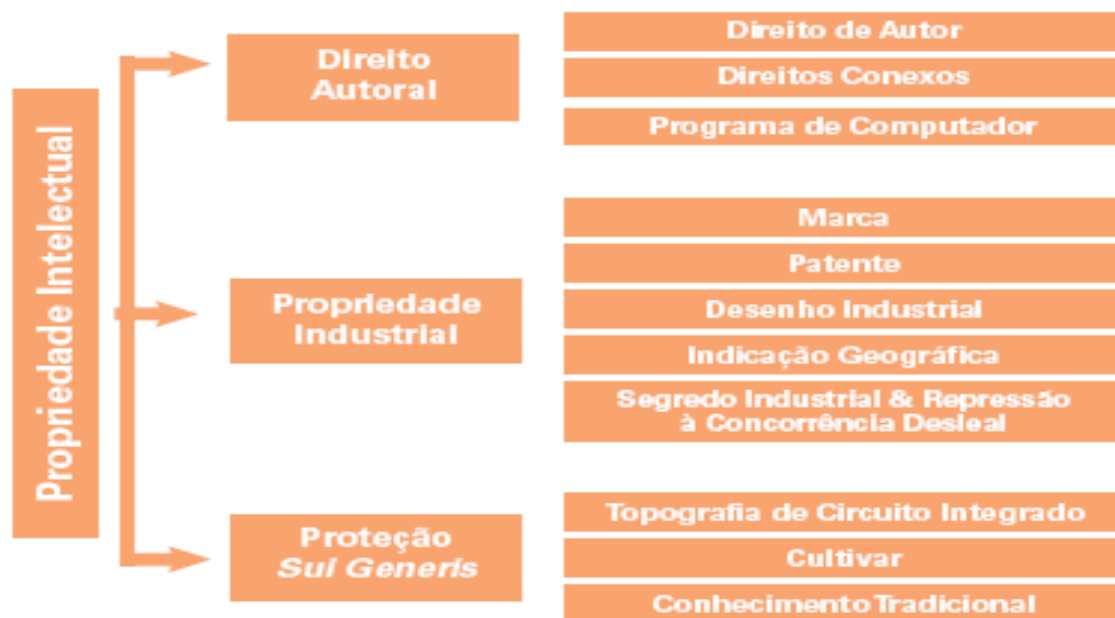 Propriedade Intelectual
Direito
Autoral
Direito de Autor
Direitos Conexos
Programa de Computador
Propriedade
Industrial
Marca
Patente
Desenho Industrial
Indicação Geográfica
Segredo Industrial & Repressão
à Concorrência Desleal
Proteção
Sui Generis
Topografia de Circuito Integrado
Cultivar
Conhecimento Tradicional